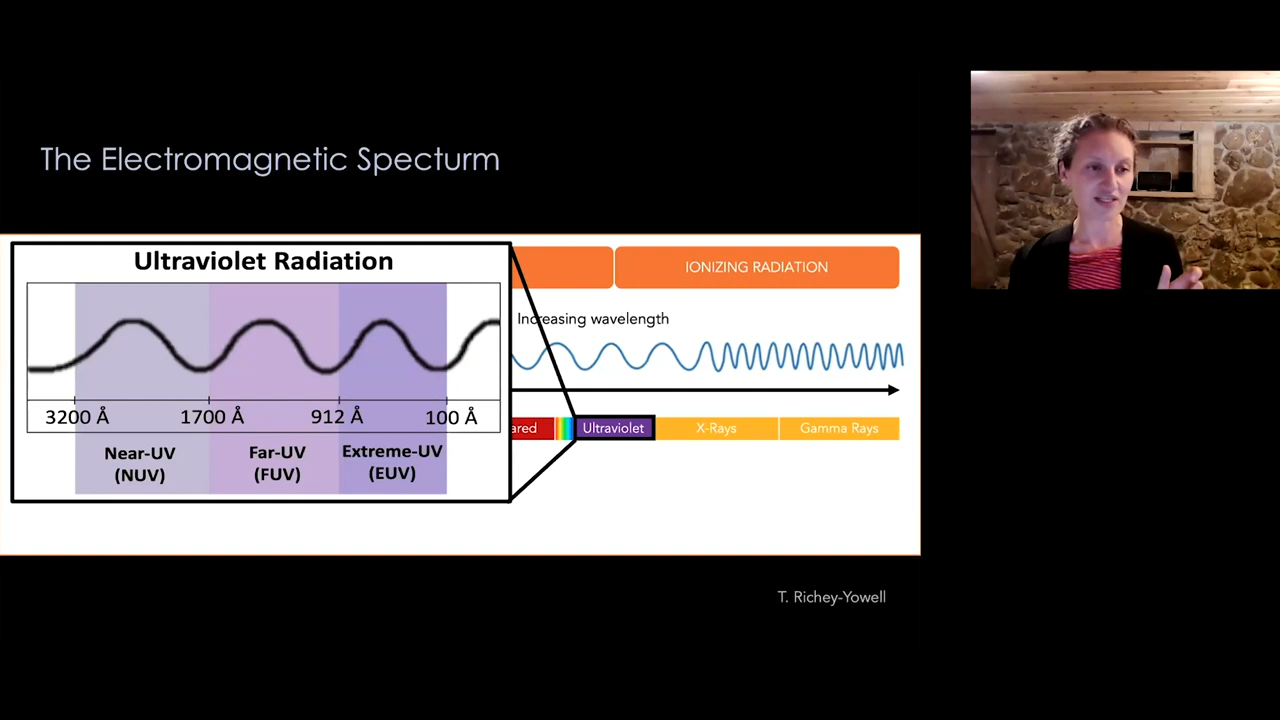 The Electromagnetic Specturm
Ultraviolet Radiation
3200 Å 1700 Å 912 Å 100 Å
Near-UV Far-UV Extreme-UV
(NUV) (FUV) (EUV)
IONIZING RADIATION
Increasing wavelength
ared Ultraviolet X-Rays Gamma Rays
T. Richey-Yowell